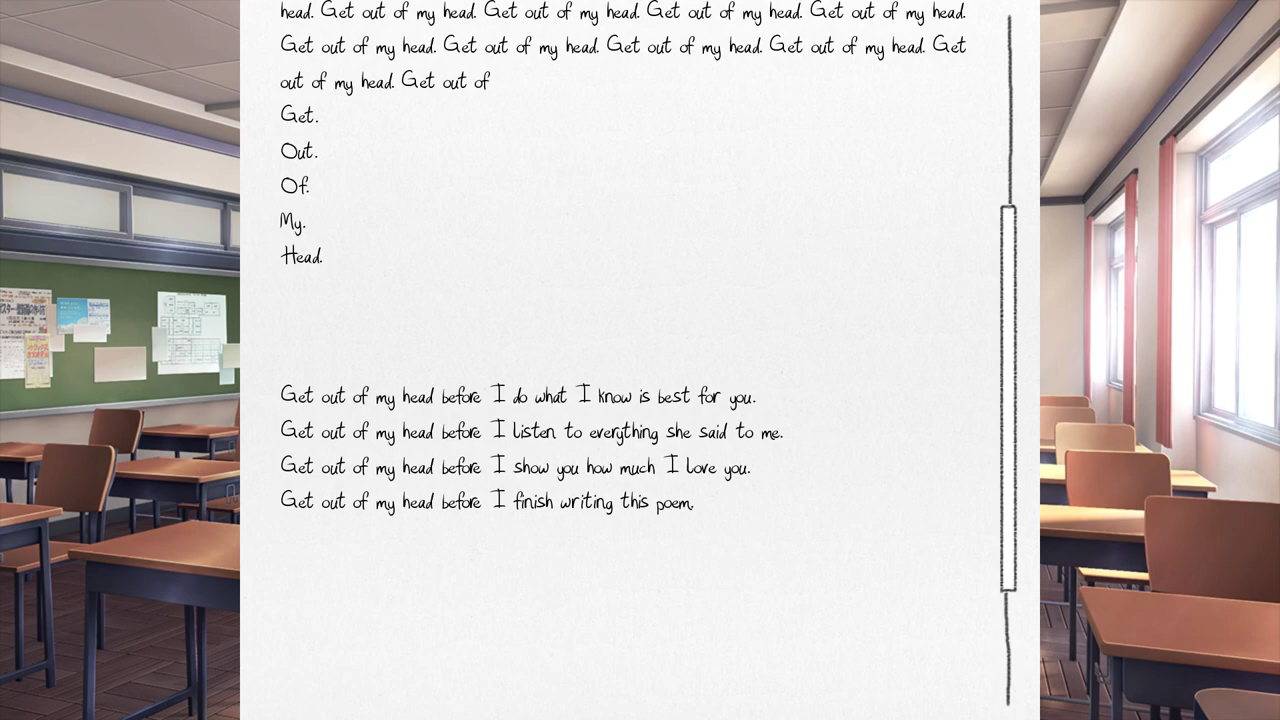 head. Get out of my head. Get out of my head. Get out of my head. Get out of my head.
Get out of my head. Get out of my head. Get out of my head. Get out of my head. Get
out of my head. Get out of
Get.
Out.
Of.
My.
Head.
Get out of my head before I do what I know is best for you.
Get out of my head before I listen to everything she said to me.
Get out of my head before I show you how much I love you.
Get out of my head before I finish writing this poem.